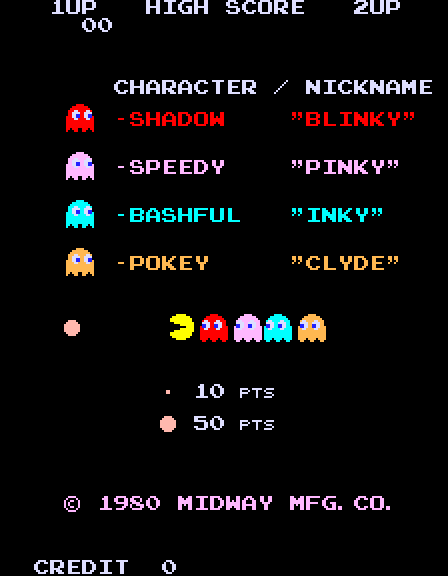 1UP HIGH SCORE 2UP
00
CHARACTER / NICKNAME
-SHADOW "BLINKY"
-SPEEDY "PINKY"
-BASHFUL "INKY"
-POKEY "CLYDE"
10 PTS
50 PTS
© 1980 MIDWAY MFG. CO.
CREDIT 0